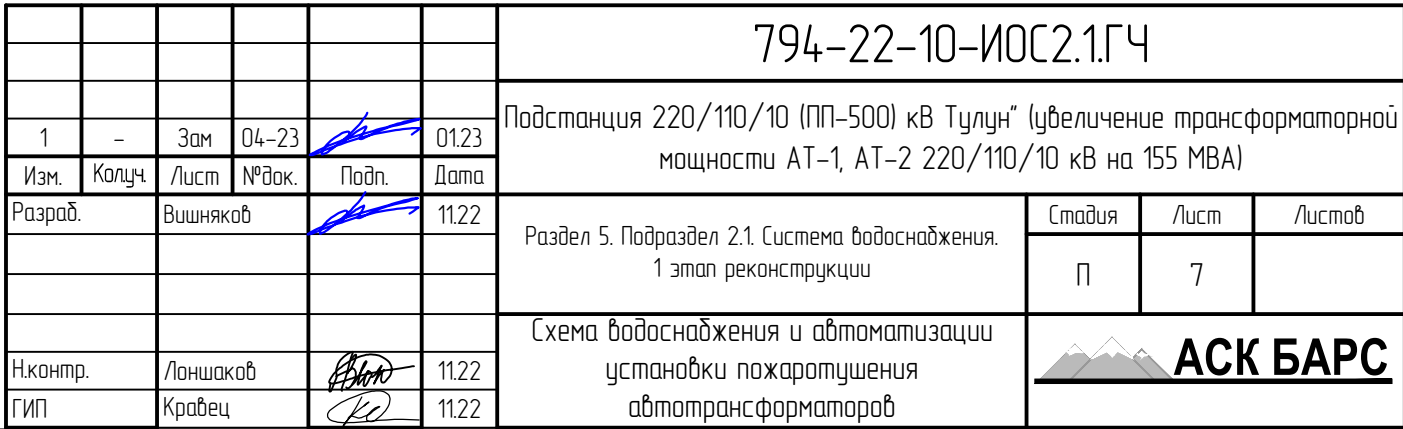 794-22-10-ИОС2.1.ГЧ
Подстанция 220/110/10 (ПП-500) кВ Тулун" (увеличение трансформаторной
мощности АТ-1, АТ-2 220/110/10 кВ на 155 МВА)
1 - Зам 04-23 01.23
Изм. Кол.уч. Лист №док. Подп. Дата
Разраб. Вишняков 11.22
Раздел 5. Подраздел 2.1. Система водоснабжения.
1 этап реконструкции
Стадия Лист Листов
П 7
Схема водоснабжения и автоматизации
установки пожаротушения
автотрансформаторов
Н.контр. Лоншаков 11.22
ГИП Кравец 11.22
АСК БАРС